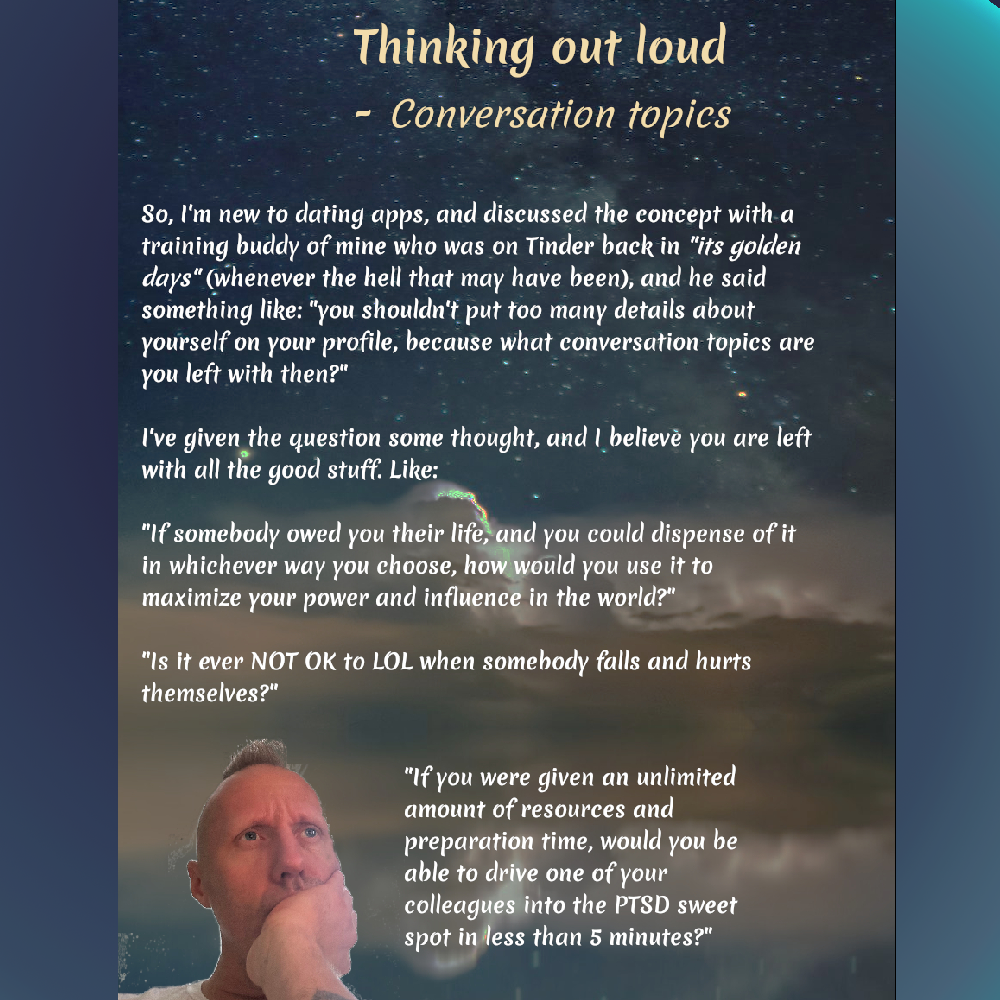 Thinking out loud
- Conversation topics
So, I'm new to dating apps, and discussed the concept with a
training buddy of mine who was on Tinder back in "its golden
days" (whenever the hell that may have been), and he said
something like: "you shouldn't put too many details about
yourself on your profile, because what conversation topics are
you left with then?"
I've given the question some thought, and I believe you are left
with all the good stuff. Like:
"If somebody owed you their life, and you could dispense of it
in whichever way you choose, how would you use it to
maximize your power and influence in the world?"
"Is it ever NOT OK to LOL when somebody falls and hurts
themselves?"
"If you were given an unlimited
amount of resources and
preparation time, would you be
able to drive one of your
colleagues into the PTSD sweet
spot in less than 5 minutes?"